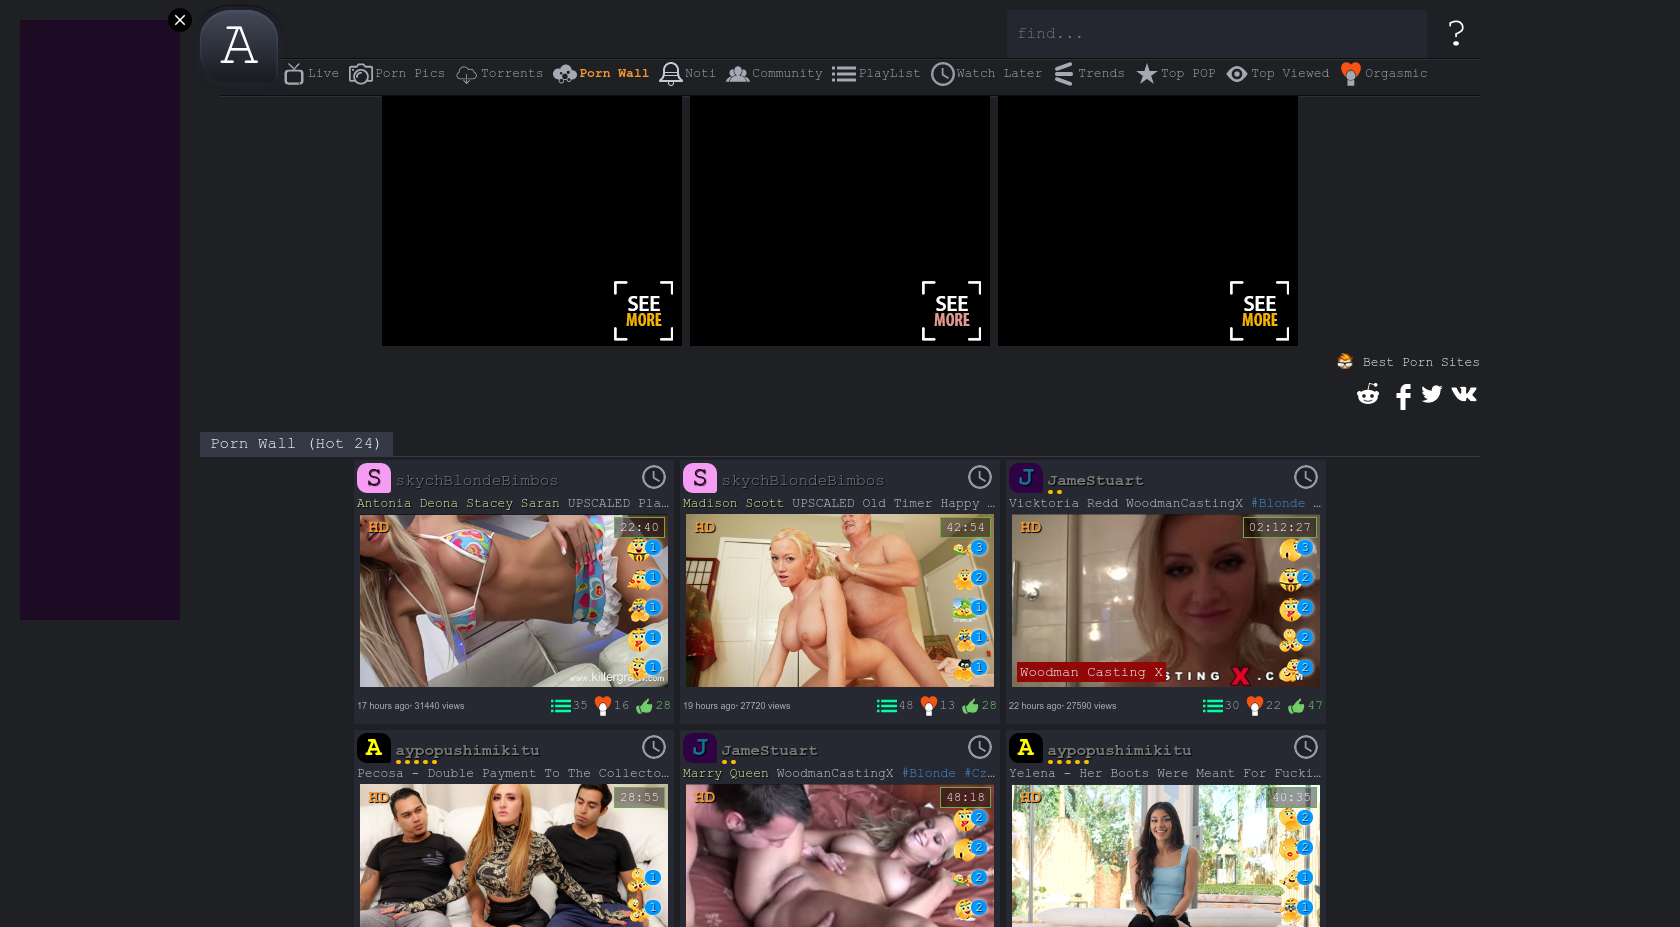 A
find...
?
Live Porn Pics Torrents Porn Wall Noti Community PlayList Watch Later Trends Top POP Top Viewed Orgasmic
SEE MORE
SEE MORE
SEE MORE
Best Porn Sites
Porn Wall (Hot 24)
S skychBlondeBimbos
Antonia Deona Stacey Saran UPSCALED Pla...
HD 22:40
1
1
1
1
1
17 hours ago· 31440 views 35 16 28
S skychBlondeBimbos
Madison Scott UPSCALED Old Timer Happy ...
HD 42:54
3
2
1
1
1
19 hours ago· 27720 views 48 13 28
J JameStuart
Vicktoria Redd WoodmanCastingX #Blonde ...
HD 02:12:27
3
2
2
2
2
Woodman Casting X
22 hours ago· 27590 views 30 22 47
A aypopushimikitu
Pecosa - Double Payment To The Collecto...
HD 28:55
1
1
J JameStuart
Marry Queen WoodmanCastingX #Blonde #Cz...
HD 48:18
2
2
2
2
A aypopushimikitu
Yelena - Her Boots Were Meant For Fucki...
HD 40:35
2
2
1
1